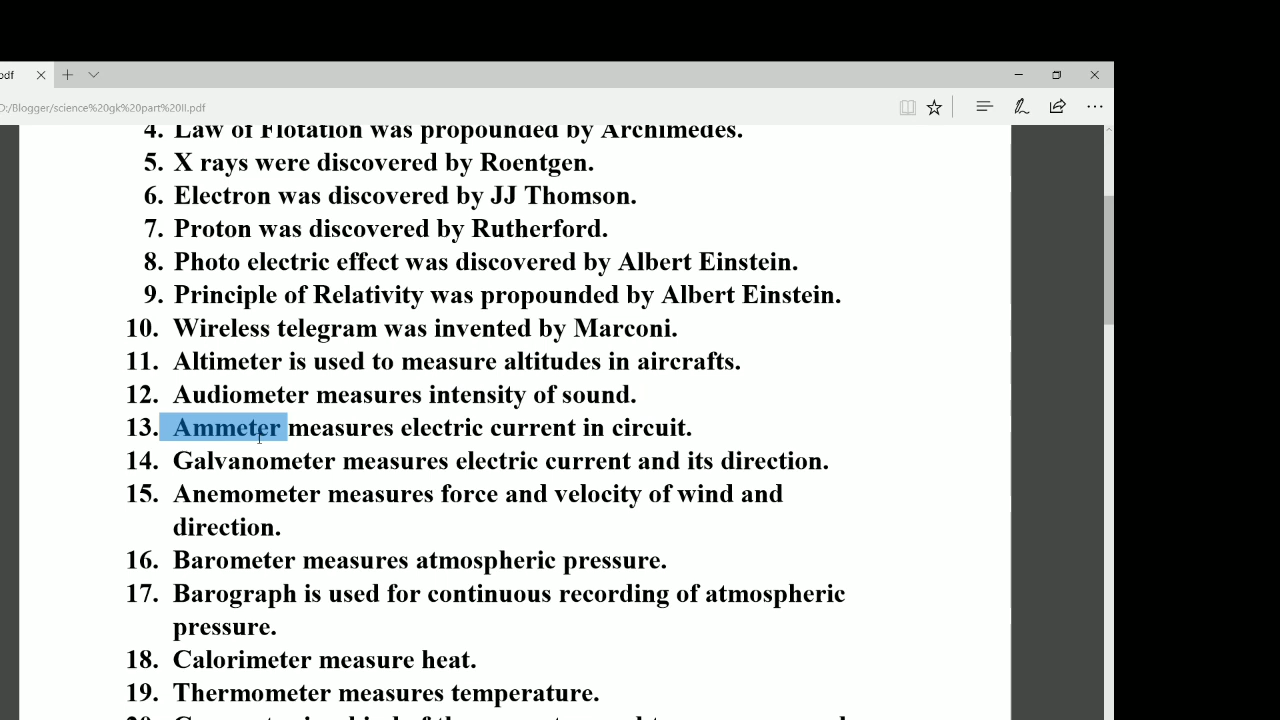 pdf
D:/Blogger/science%20gk%20part%20II.pdf
4. Law of Flotation was propounded by Archimedes.
5. X rays were discovered by Roentgen.
6. Electron was discovered by JJ Thomson.
7. Proton was discovered by Rutherford.
8. Photo electric effect was discovered by Albert Einstein.
9. Principle of Relativity was propounded by Albert Einstein.
10. Wireless telegram was invented by Marconi.
11. Altimeter is used to measure altitudes in aircrafts.
12. Audiometer measures intensity of sound.
13. Ammeter measures electric current in circuit.
14. Galvanometer measures electric current and its direction.
15. Anemometer measures force and velocity of wind and
direction.
16. Barometer measures atmospheric pressure.
17. Barograph is used for continuous recording of atmospheric
pressure.
18. Calorimeter measure heat.
19. Thermometer measures temperature.